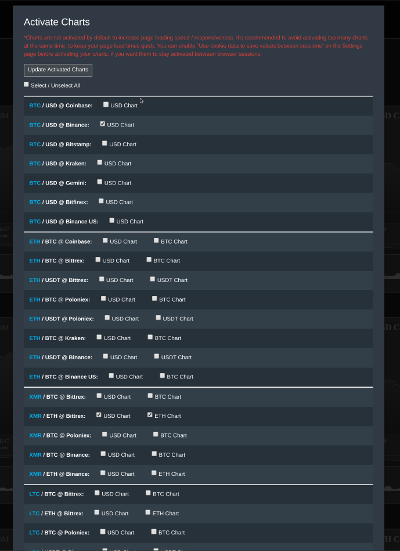 Activate Charts
*Charts are not activated by default to increase page loading speed / responsiveness. It's recommended to avoid activating too many charts
at the same time, to keep your page load times quick. You can enable "Use cookie data to save values between sessions" on the Settings
page before activating your charts, if you want them to stay activated between browser sessions.
Update Activated Charts
Select / Unselect All
BTC / USD @ Coinbase: USD Chart
BTC / USD @ Binance: USD Chart
BTC / USD @ Bitstamp: USD Chart
BTC / USD @ Kraken: USD Chart
BTC / USD @ Gemini: USD Chart
BTC / USD @ Bitfinex: USD Chart
BTC / USD @ Binance US: USD Chart
ETH / BTC @ Coinbase: USD Chart BTC Chart
ETH / BTC @ Bittrex: USD Chart BTC Chart
ETH / USDT @ Bittrex: USD Chart USDT Chart
ETH / BTC @ Poloniex: USD Chart BTC Chart
ETH / USDT @ Poloniex: USD Chart USDT Chart
ETH / BTC @ Kraken: USD Chart BTC Chart
ETH / USDT @ Binance: USD Chart USDT Chart
ETH / BTC @ Binance US: USD Chart BTC Chart
XMR / BTC @ Bittrex: USD Chart BTC Chart
XMR / ETH @ Bittrex: USD Chart ETH Chart
XMR / BTC @ Poloniex: USD Chart BTC Chart
XMR / BTC @ Binance: USD Chart BTC Chart
XMR / ETH @ Binance: USD Chart ETH Chart
LTC / BTC @ Bittrex: USD Chart BTC Chart
LTC / ETH @ Bittrex: USD Chart ETH Chart
LTC / BTC @ Poloniex: USD Chart BTC Chart